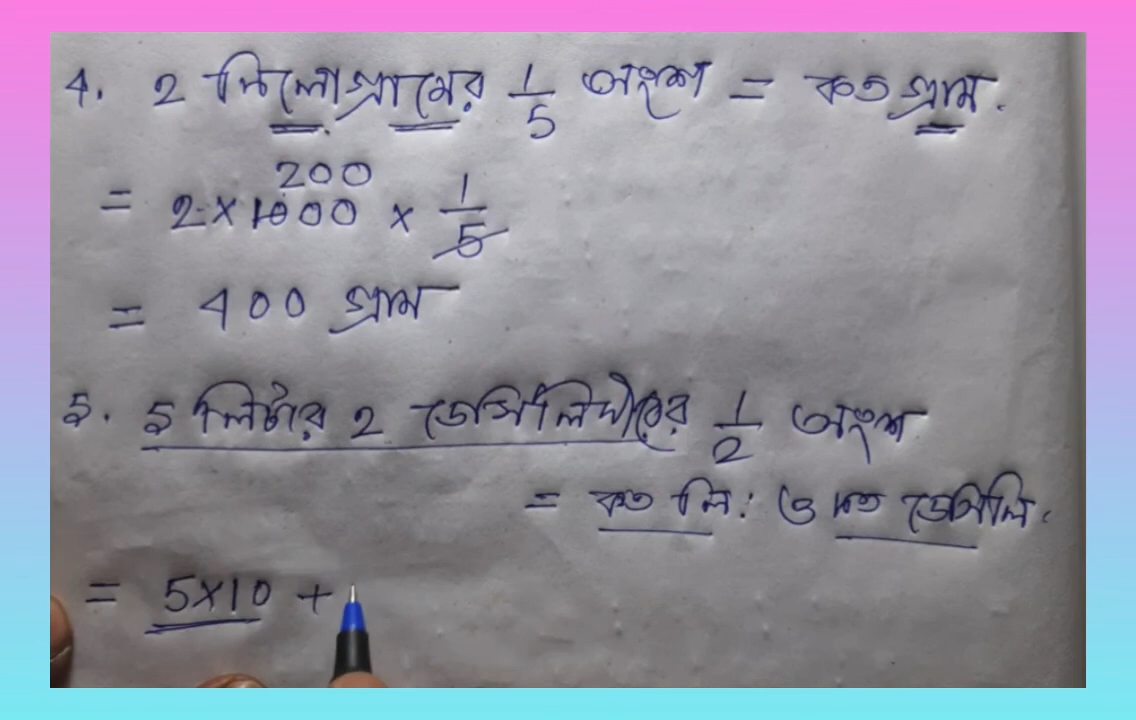 4. 2 কিলোগ্রামের 1/5 অংশ = কত গ্রাম.
200
= 2 × 1000 × 1/5
= 400 গ্রাম
5. 5 লিটার 2 ডেসিলিটারের 1/2 অংশ
= কত লি: ও কত ডেসিলি.
= 5×10 +